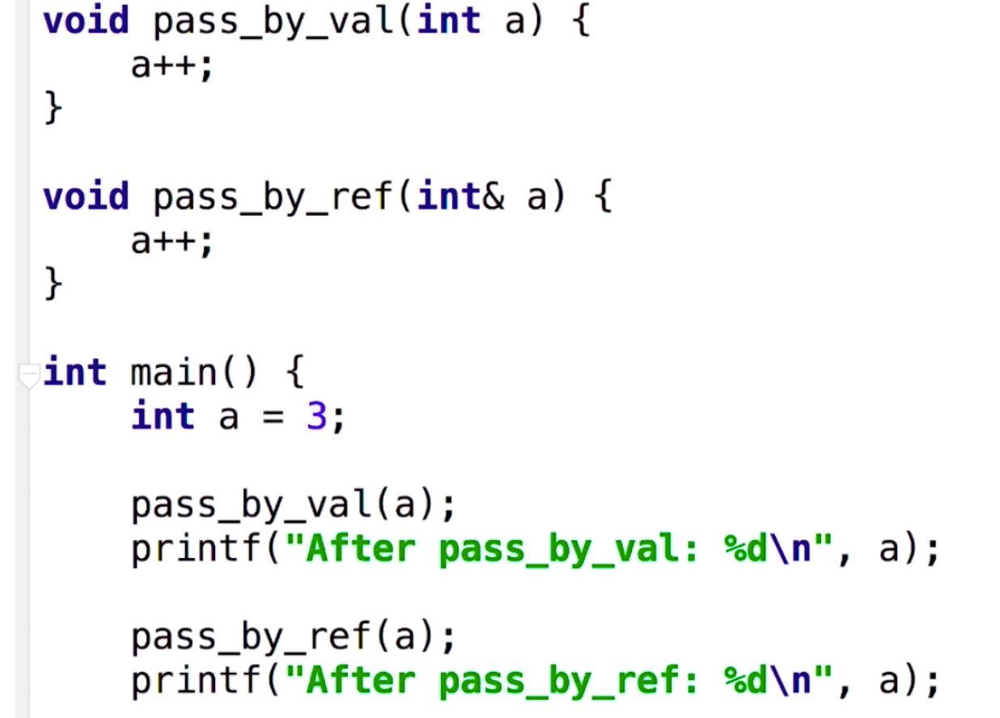 void pass_by_val(int a) {
    a++;
}

void pass_by_ref(int& a) {
    a++;
}

int main() {
    int a = 3;

    pass_by_val(a);
    printf("After pass_by_val: %d\n", a);

    pass_by_ref(a);
    printf("After pass_by_ref: %d\n", a);